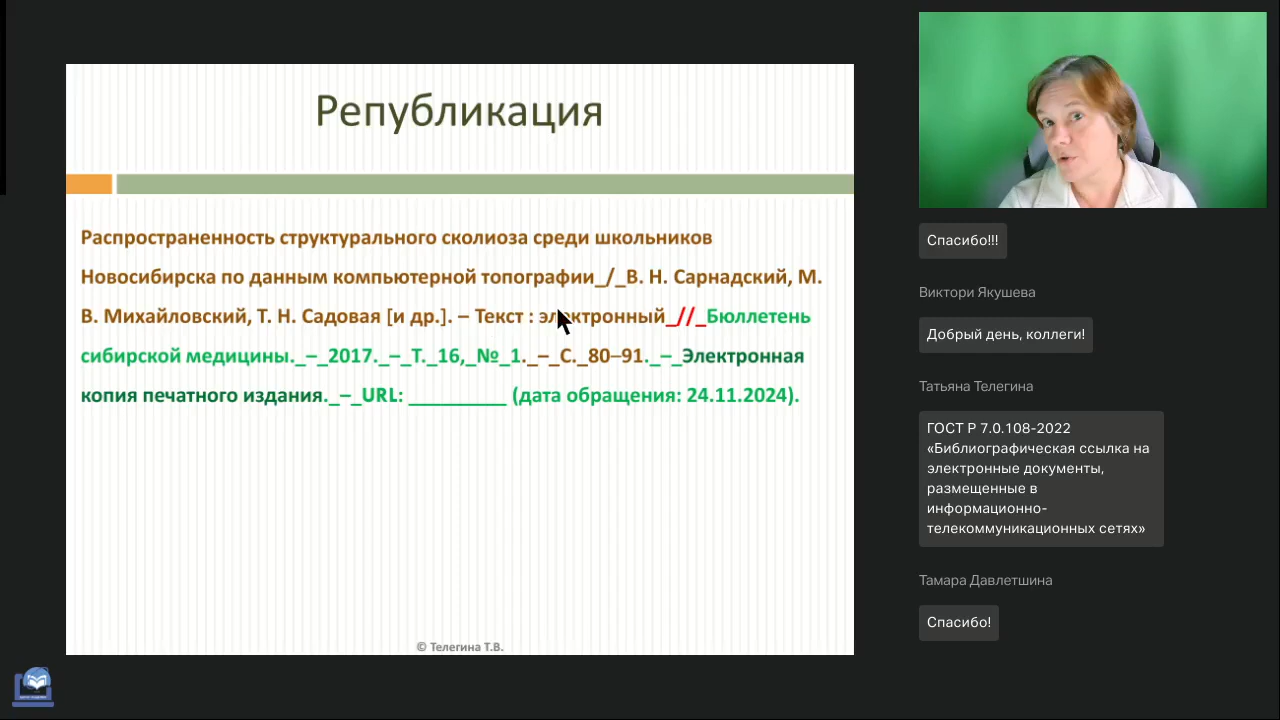 Републикация
Распространенность структурального сколиоза среди школьников
Новосибирска по данным компьютерной топографии_/_В. Н. Сарнадский, М.
В. Михайловский, Т. Н. Садовая [и др.]. – Текст : электронный_//_Бюллетень
сибирской медицины._–_2017._–_Т._16,_№_1._–_С._80–91._–_Электронная
копия печатного издания._–_URL: _________ (дата обращения: 24.11.2024).
© Телегина Т.В.
Спасибо!!!
Виктори Якушева
Добрый день, коллеги!
Татьяна Телегина
ГОСТ Р 7.0.108-2022
«Библиографическая ссылка на
электронные документы,
размещенные в
информационно-
телекоммуникационных сетях»
Тамара Давлетшина
Спасибо!